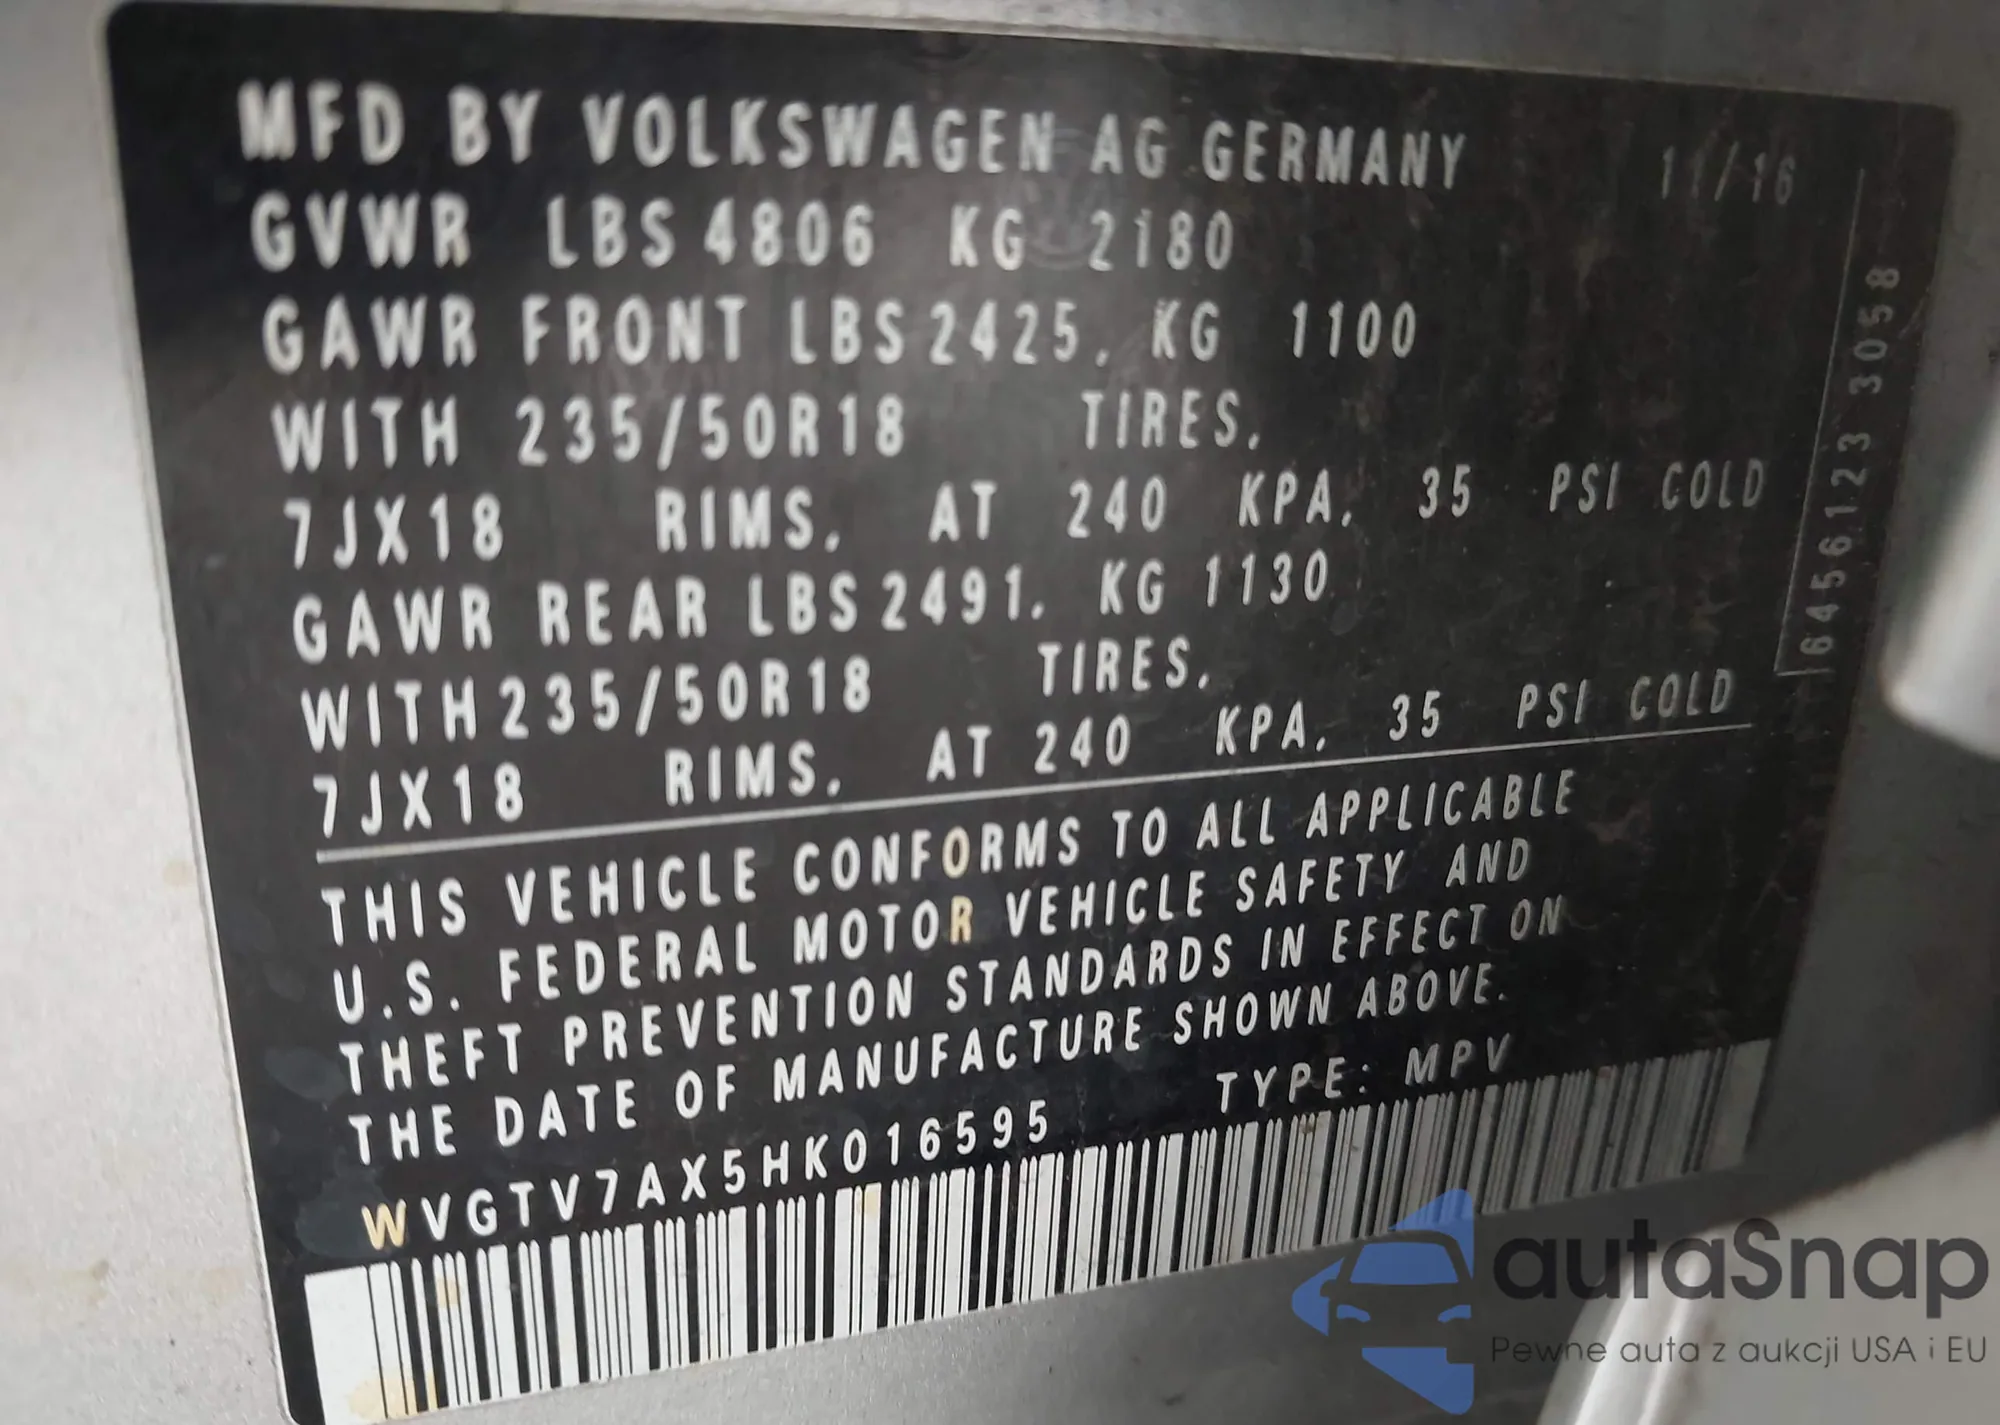 MFD BY VOLKSWAGEN AG GERMANY 11/16
GVWR LBS 4806 KG 2180
GAWR FRONT LBS 2425, KG 1100
WITH 235/50R18 TIRES,
7JX18 RIMS, AT 240 KPA, 35 PSI COLD
GAWR REAR LBS 2491, KG 1130
WITH 235/50R18 TIRES,
7JX18 RIMS, AT 240 KPA, 35 PSI COLD
6456123 3058
THIS VEHICLE CONFORMS TO ALL APPLICABLE
U.S. FEDERAL MOTOR VEHICLE SAFETY AND
THEFT PREVENTION STANDARDS IN EFFECT ON
THE DATE OF MANUFACTURE SHOWN ABOVE.
WVGTV7AX5HK016595 TYPE: MPV
autaSnap
Pewne auta z aukcji USA i EU